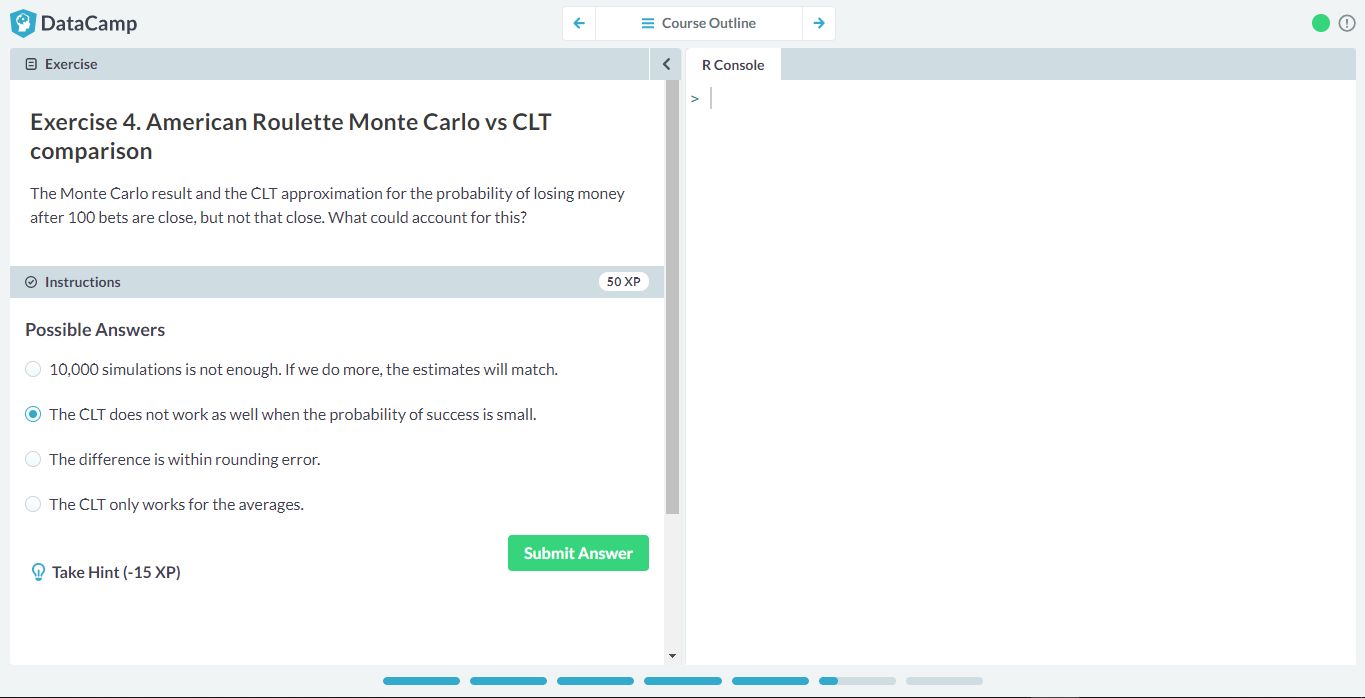 DataCamp
Course Outline
Exercise
R Console
>
Exercise 4. American Roulette Monte Carlo vs CLT
comparison
The Monte Carlo result and the CLT approximation for the probability of losing money
after 100 bets are close, but not that close. What could account for this?
Instructions
50 XP
Possible Answers
10,000 simulations is not enough. If we do more, the estimates will match.
The CLT does not work as well when the probability of success is small.
The difference is within rounding error.
The CLT only works for the averages.
Submit Answer
Take Hint (-15 XP)